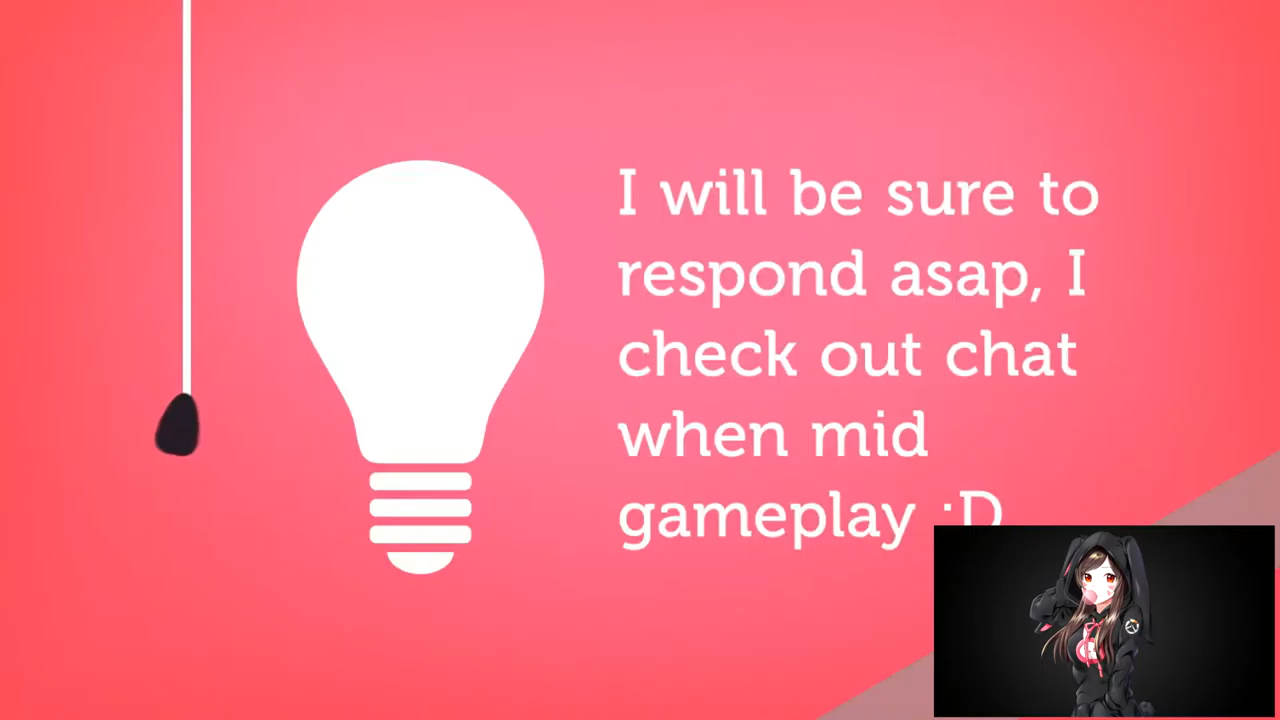 I will be sure to
respond asap, I
check out chat
when mid
gameplay :D